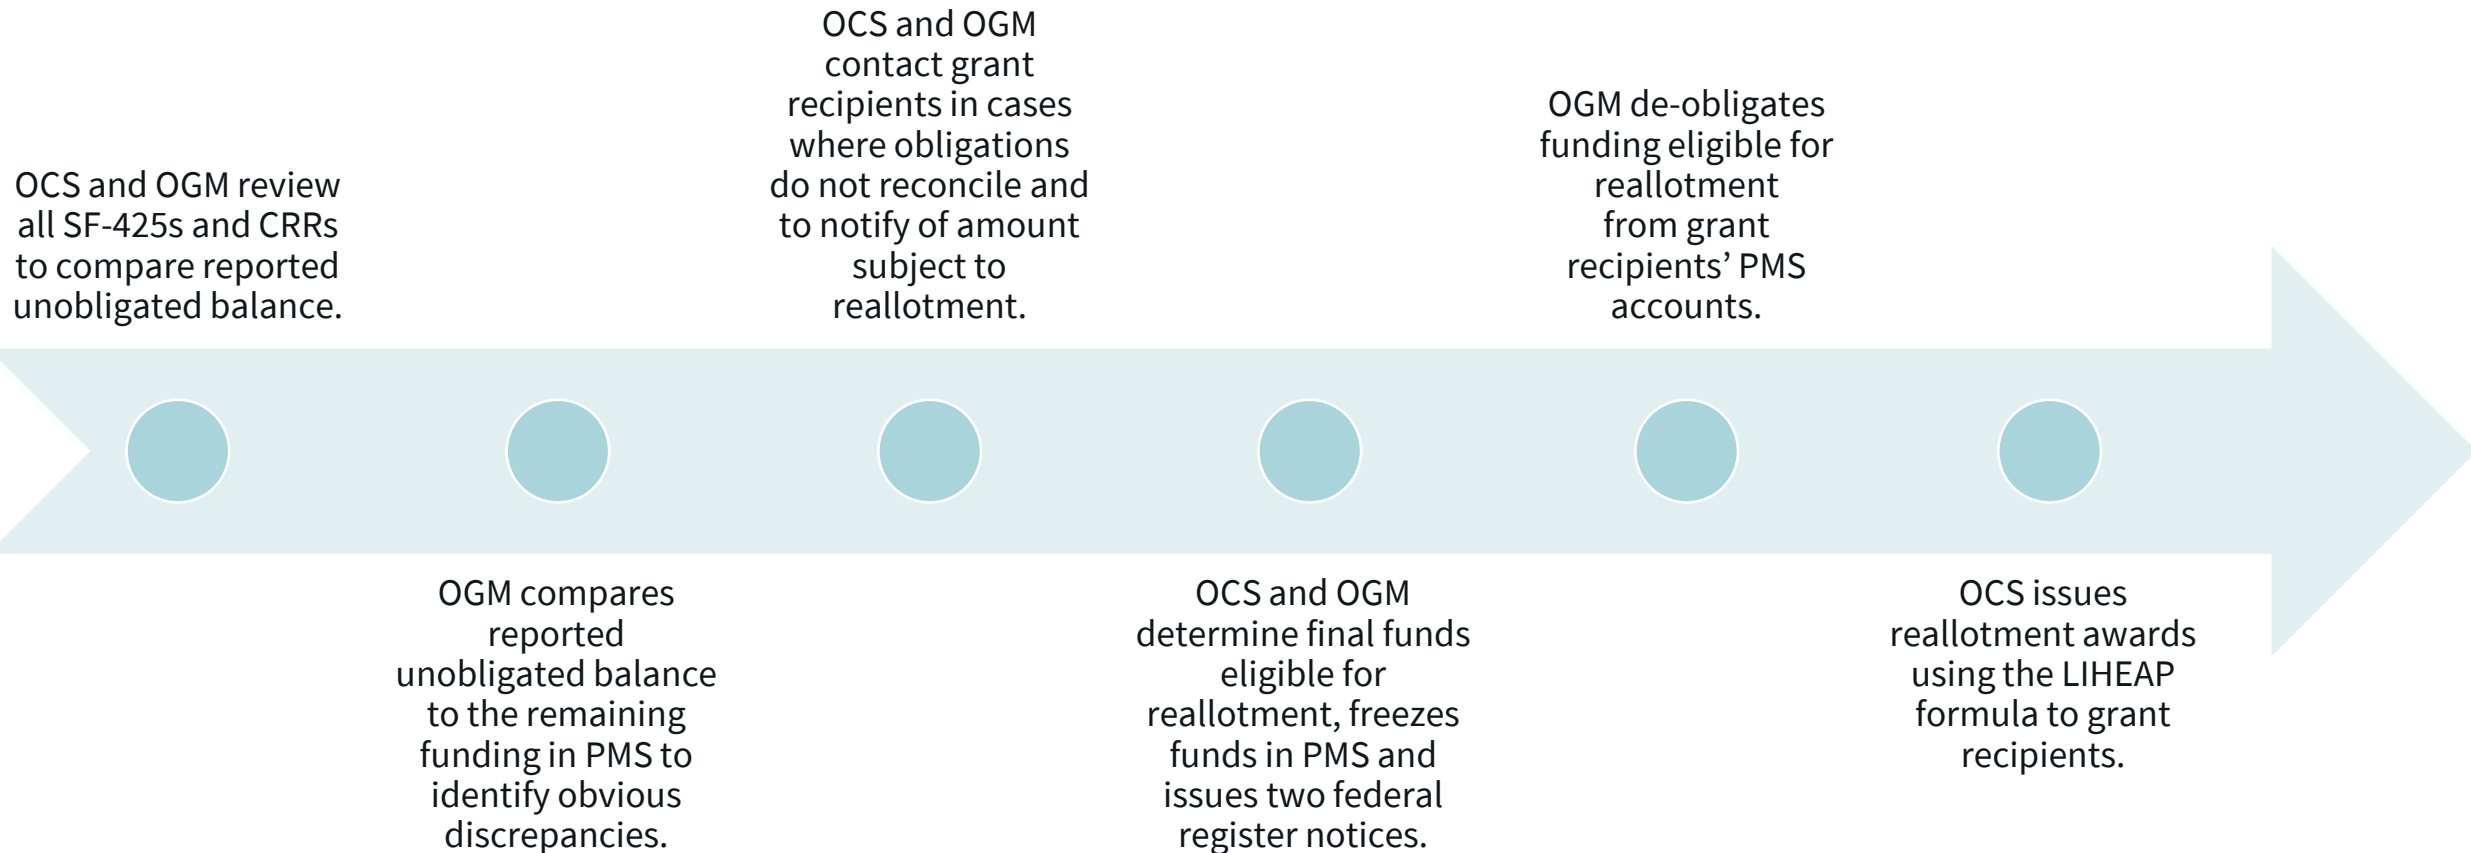 OCS and OGM review
all SF-425s and CRRs
to compare reported
unobligated balance.
OGM compares
reported
unobligated balance
to the remaining
funding in PMS to
identify obvious
discrepancies.
OCS and OGM
contact grant
recipients in cases
where obligations
do not reconcile and
to notify of amount
subject to
reallotment.
OCS and OGM
determine final funds
eligible for
reallotment, freezes
funds in PMS and
issues two federal
register notices.
OGM de-obligates
funding eligible for
reallotment
from grant
recipients’ PMS
accounts.
OCS issues
reallotment awards
using the LIHEAP
formula to grant
recipients.